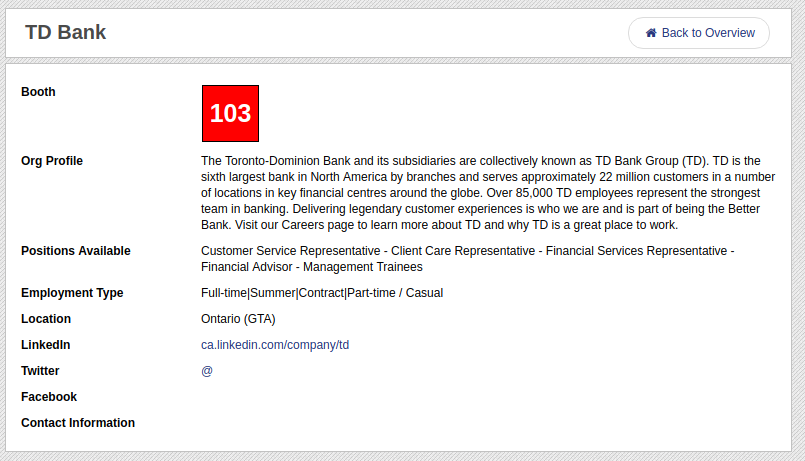 TD Bank
Back to Overview
Booth
103
Org Profile
The Toronto-Dominion Bank and its subsidiaries are collectively known as TD Bank Group (TD). TD is the
sixth largest bank in North America by branches and serves approximately 22 million customers in a number
of locations in key financial centres around the globe. Over 85,000 TD employees represent the strongest
team in banking. Delivering legendary customer experiences is who we are and is part of being the Better
Bank. Visit our Careers page to learn more about TD and why TD is a great place to work.
Positions Available
Customer Service Representative - Client Care Representative - Financial Services Representative -
Financial Advisor - Management Trainees
Employment Type
Full-time|Summer|Contract|Part-time / Casual
Location
Ontario (GTA)
LinkedIn
ca.linkedin.com/company/td
Twitter
@
Facebook
Contact Information